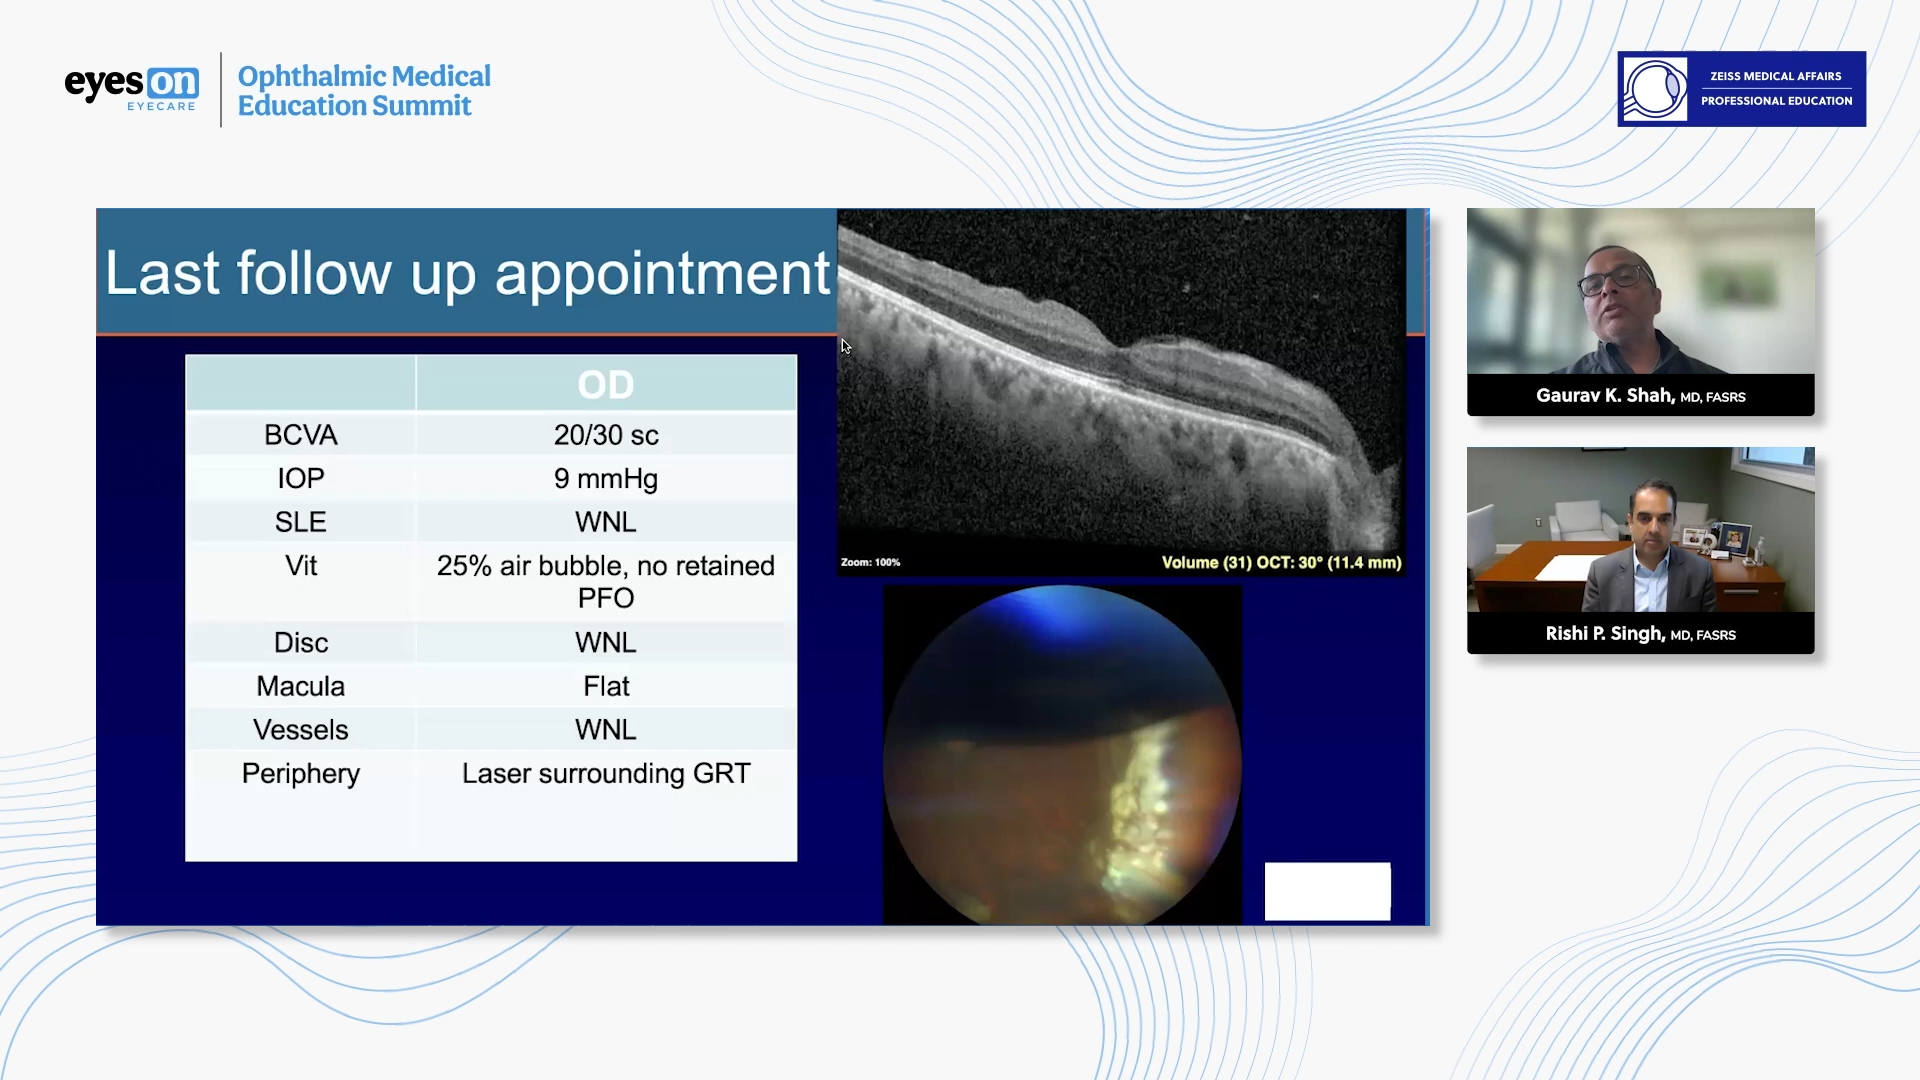 eyes on
EYECARE
Ophthalmic Medical
Education Summit
ZEISS MEDICAL AFFAIRS
PROFESSIONAL EDUCATION
Last follow up appointment
OD
BCVA 20/30 sc
IOP 9 mmHg
SLE WNL
Vit 25% air bubble, no retained
PFO
Disc WNL
Macula Flat
Vessels WNL
Periphery Laser surrounding GRT
Zoom: 100% Volume (31) OCT: 30° (11.4 mm)
Gaurav K. Shah, MD, FASRS
Rishi P. Singh, MD, FASRS